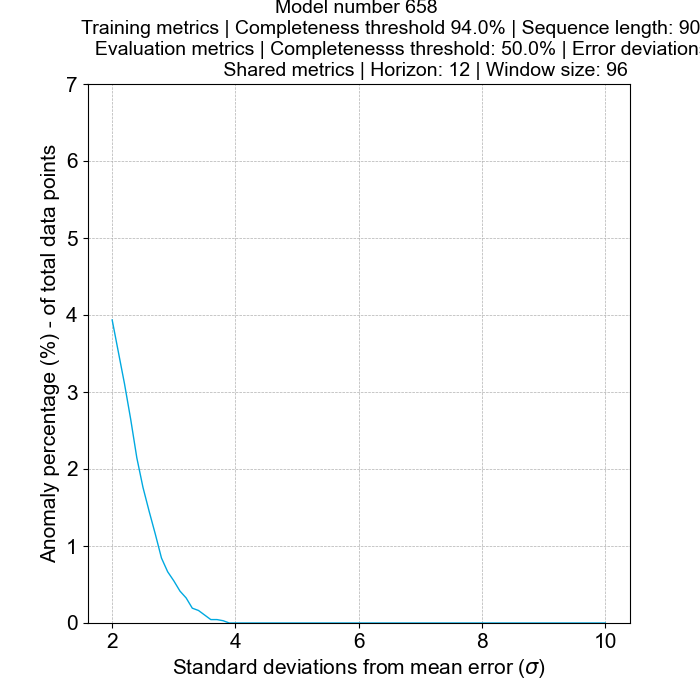 Model number 658
Training metrics | Completeness threshold 94.0% | Sequence length: 90
Evaluation metrics | Completenesss threshold: 50.0% | Error deviation
Shared metrics | Horizon: 12 | Window size: 96
7
6
5
4
3
2
1
0
Anomaly percentage (%) - of total data points
2 4 6 8 10
Standard deviations from mean error (σ)